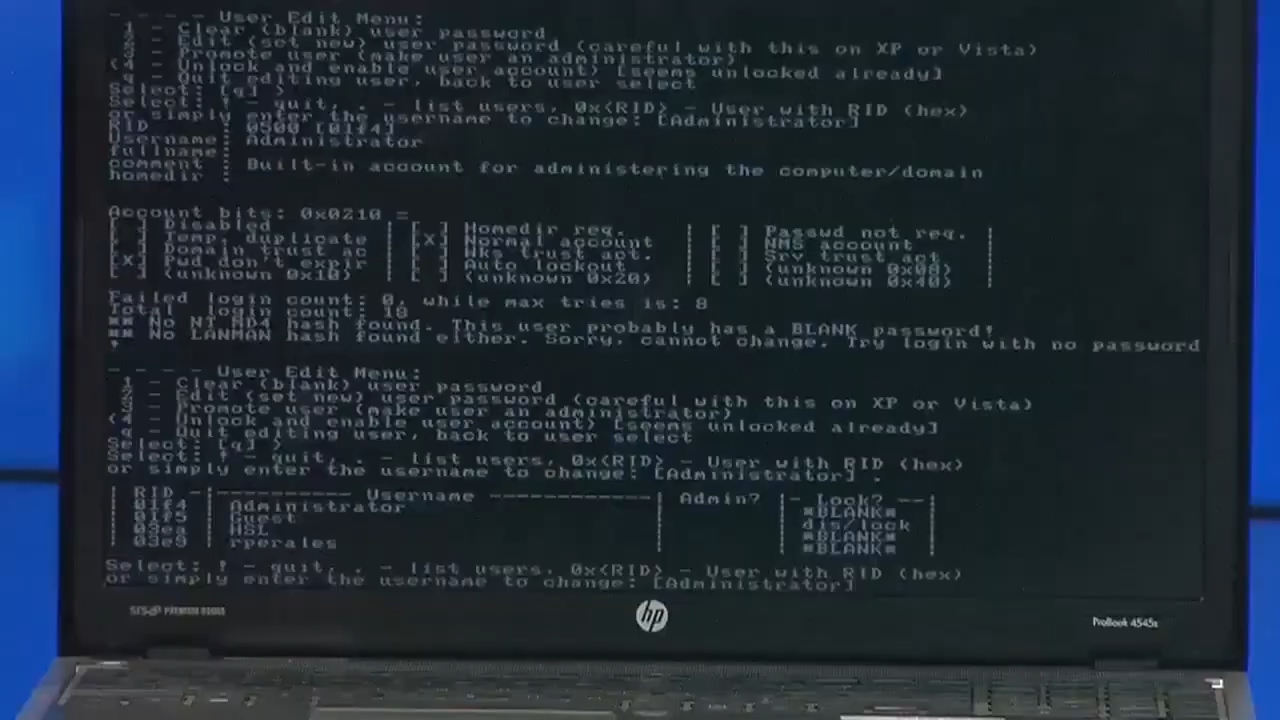 - - - - User Edit Menu:
1 - Clear (blank) user password
2 - Edit (set new) user password (careful with this on XP or Vista)
3 - Promote user (make user an administrator)
(4 - Unlock and enable user account) [seems unlocked already]
q - Quit editing user, back to user select
Select: [q] >
Select: ! - quit, . - list users, 0x<RID> - User with RID (hex)
or simply enter the username to change: [Administrator]
RID : 0500 [01f4]
Username: Administrator
fullname:
comment : Built-in account for administering the computer/domain
homedir :
Account bits: 0x0210 =
[ ] Disabled | [ ] Homedir req. | [ ] Passwd not req. |
[ ] Temp. duplicate | [X] Normal account | [ ] NMS account |
[ ] Domain trust ac | [ ] Wks trust act. | [ ] Srv trust act |
[X] Pwd don't expir | [ ] Auto lockout | [ ] (unknown 0x08) |
[ ] (unknown 0x10) | [ ] (unknown 0x20) | [ ] (unknown 0x40) |
Failed login count: 0, while max tries is: 8
Total login count: 18
** No NT MD4 hash found. This user probably has a BLANK password!
** No LANMAN hash found either. Sorry, cannot change. Try login with no password
!
- - - - User Edit Menu:
1 - Clear (blank) user password
2 - Edit (set new) user password (careful with this on XP or Vista)
3 - Promote user (make user an administrator)
(4 - Unlock and enable user account) [seems unlocked already]
q - Quit editing user, back to user select
Select: [q] >
Select: ! - quit, . - list users, 0x<RID> - User with RID (hex)
or simply enter the username to change: [Administrator] .
| RID -|---------- Username ------------| Admin? |- Lock? --|
| 01f4 | Administrator | | *BLANK* |
| 01f5 | Guest | | dis/lock |
| 03ea | HSL | | *BLANK* |
| 03e9 | rperales | | *BLANK* |
Select: ! - quit, . - list users, 0x<RID> - User with RID (hex)
or simply enter the username to change: [Administrator]
hp
ProBook 4545s